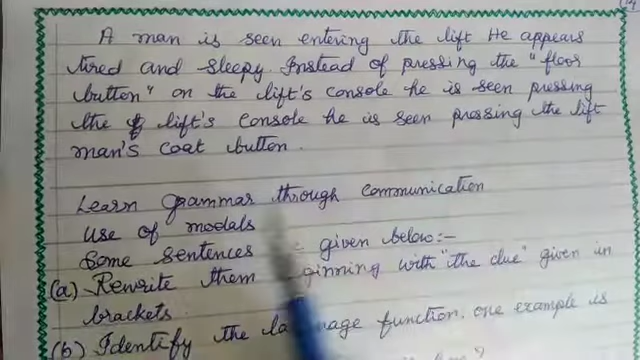 A man is seen entering the lift He appears
tired and sleepy. Instead of pressing the "floor
button" on the lift's console he is seen pressing
the lift's console he is seen pressing the lift
man's coat button.
Learn grammar through communication
Use of modals
Some sentences given below:-
(a) Rewrite them ginning with "the clue" given in
brackets.
(b) Identify the la nage function. one example is